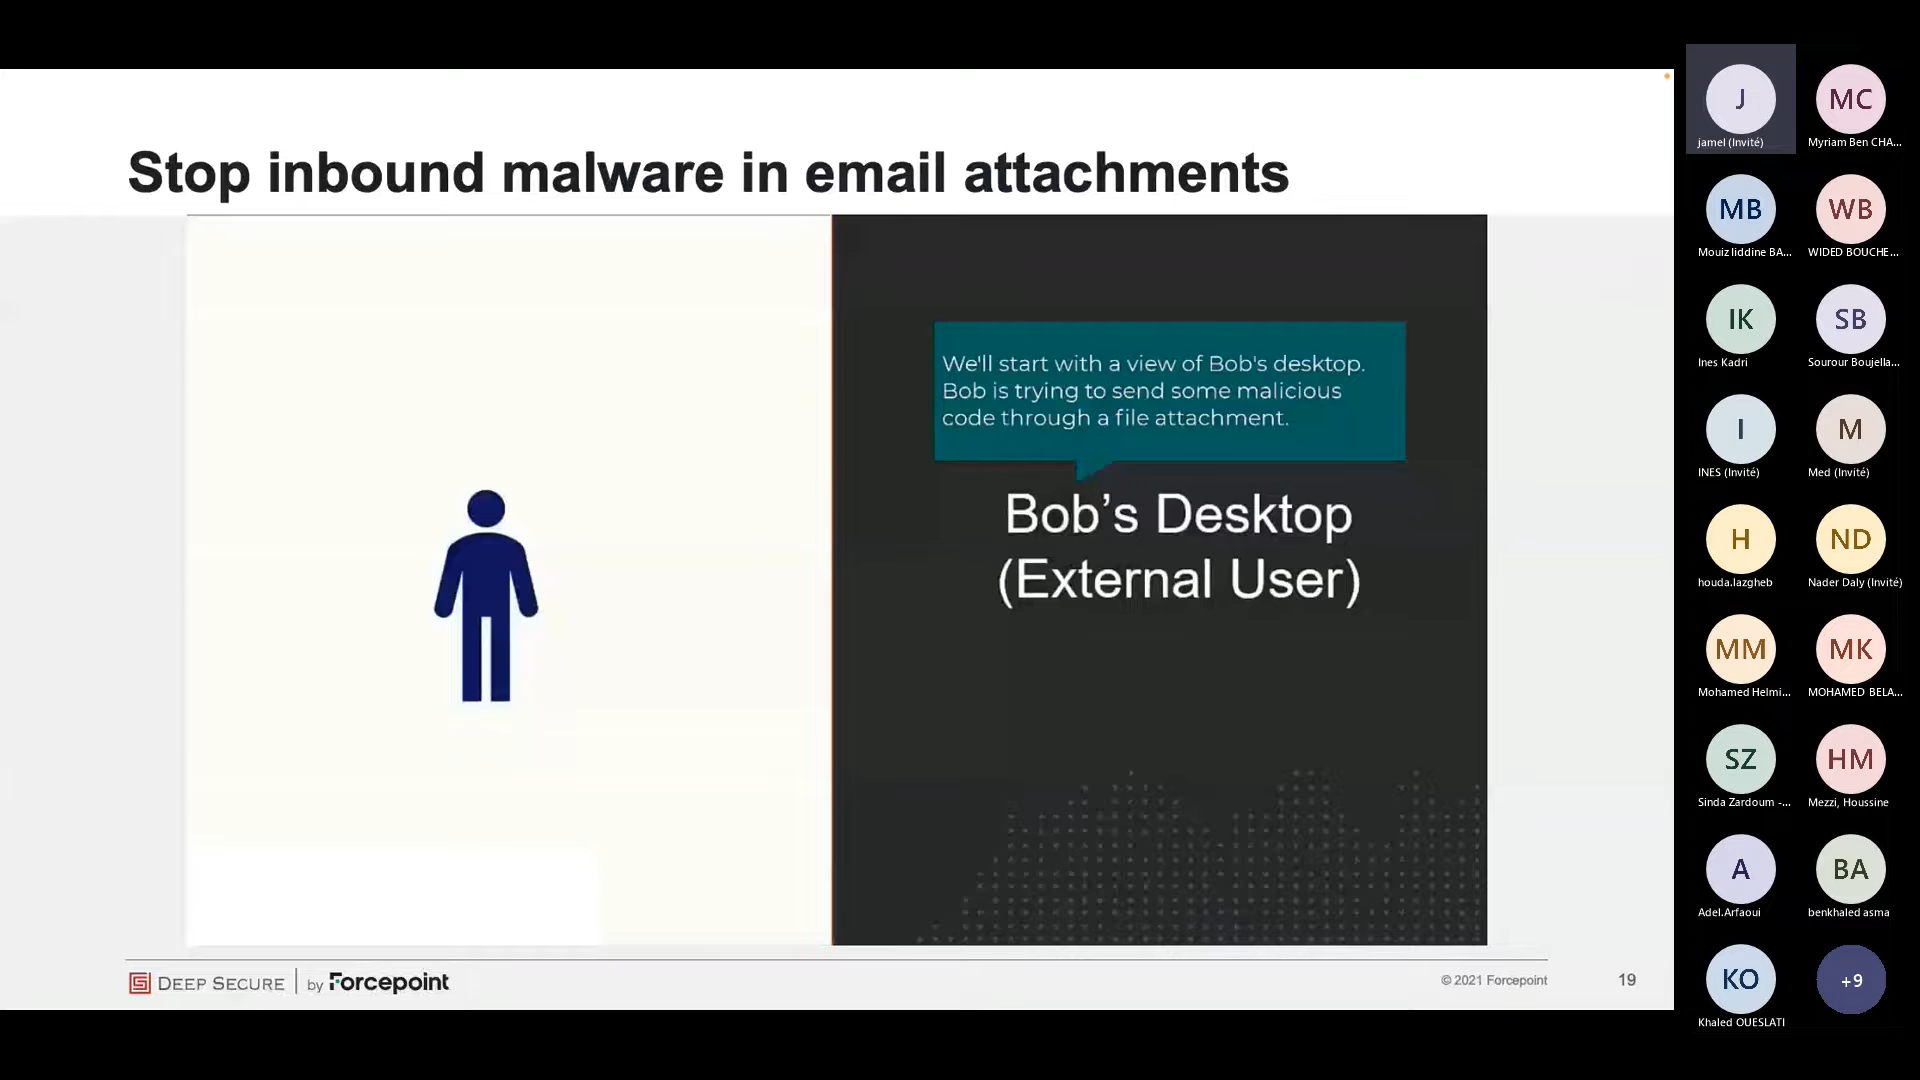 Stop inbound malware in email attachments
We'll start with a view of Bob's desktop.
Bob is trying to send some malicious
code through a file attachment.
Bob’s Desktop
(External User)
DEEP SECURE | by Forcepoint
© 2021 Forcepoint
19
J
jamel (Invité)
MC
Myriam Ben CHA...
MB
Mouiz liddine BA...
WB
WIDED BOUCHE...
IK
Ines Kadri
SB
Sourour Boujella...
I
INES (Invité)
M
Med (Invité)
H
houda.lazgheb
ND
Nader Daly (Invité)
MM
Mohamed Helmi...
MK
MOHAMED BELA...
SZ
Sinda Zardoum -...
HM
Mezzi, Houssine
A
Adel.Arfaoui
BA
benkhaled asma
KO
Khaled OUESLATI
+9